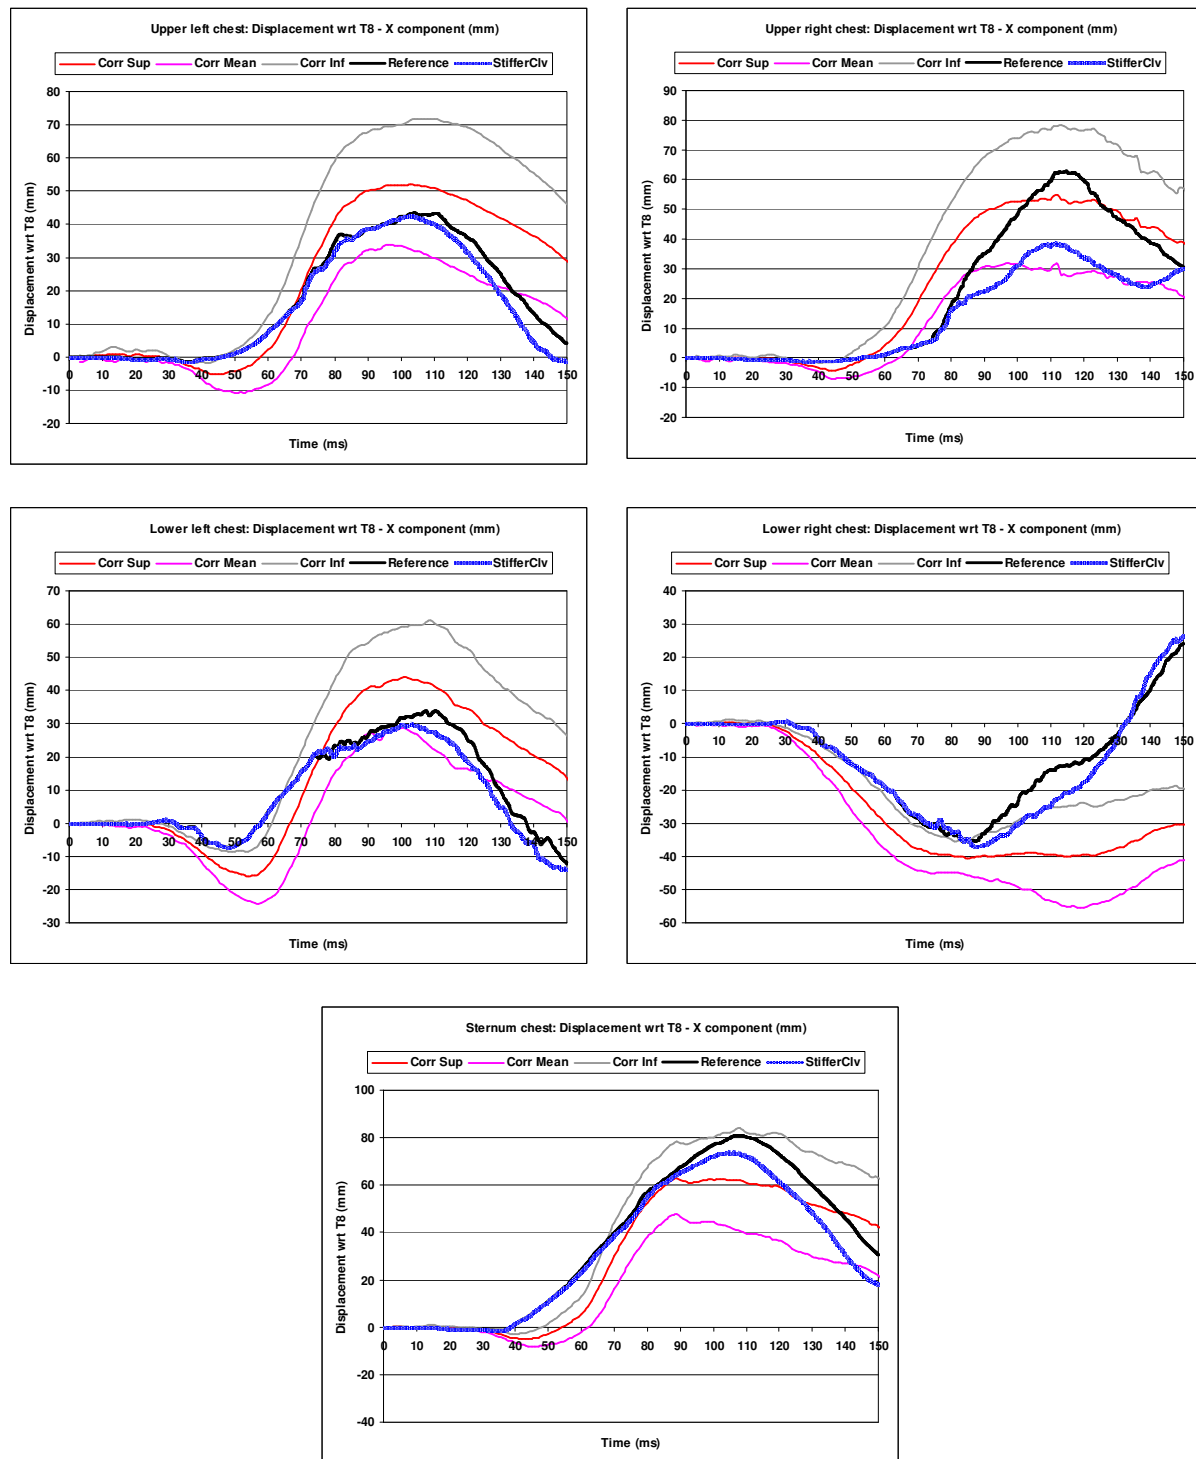 Upper left chest: Displacement wrt T8 - X component (mm)
Corr Sup Corr Mean Corr Inf Reference StifferClv
80
70
60
50
40
30
20
10
0
-10
-20
0 10 20 30 40 50 60 70 80 90 100 110 120 130 140 150
Displacement wrt T8 (mm)
Time (ms)
Upper right chest: Displacement wrt T8 - X component (mm)
Corr Sup Corr Mean Corr Inf Reference StifferClv
90
80
70
60
50
40
30
20
10
0
-10
-20
0 10 20 30 40 50 60 70 80 90 100 110 120 130 140 150
Displacement wrt T8 (mm)
Time (ms)
Lower left chest: Displacement wrt T8 - X component (mm)
Corr Sup Corr Mean Corr Inf Reference StifferClv
70
60
50
40
30
20
10
0
-10
-20
-30
0 10 20 30 40 50 60 70 80 90 100 110 120 130 140 150
Displacement wrt T8 (mm)
Time (ms)
Lower right chest: Displacement wrt T8 - X component (mm)
Corr Sup Corr Mean Corr Inf Reference StifferClv
40
30
20
10
0
-10
-20
-30
-40
-50
-60
0 10 20 30 40 50 60 70 80 90 100 110 120 130 140 150
Displacement wrt T8 (mm)
Time (ms)
Sternum chest: Displacement wrt T8 - X component (mm)
Corr Sup Corr Mean Corr Inf Reference StifferClv
100
80
60
40
20
0
-20
-40
0 10 20 30 40 50 60 70 80 90 100 110 120 130 140 150
Displacement wrt T8 (mm)
Time (ms)